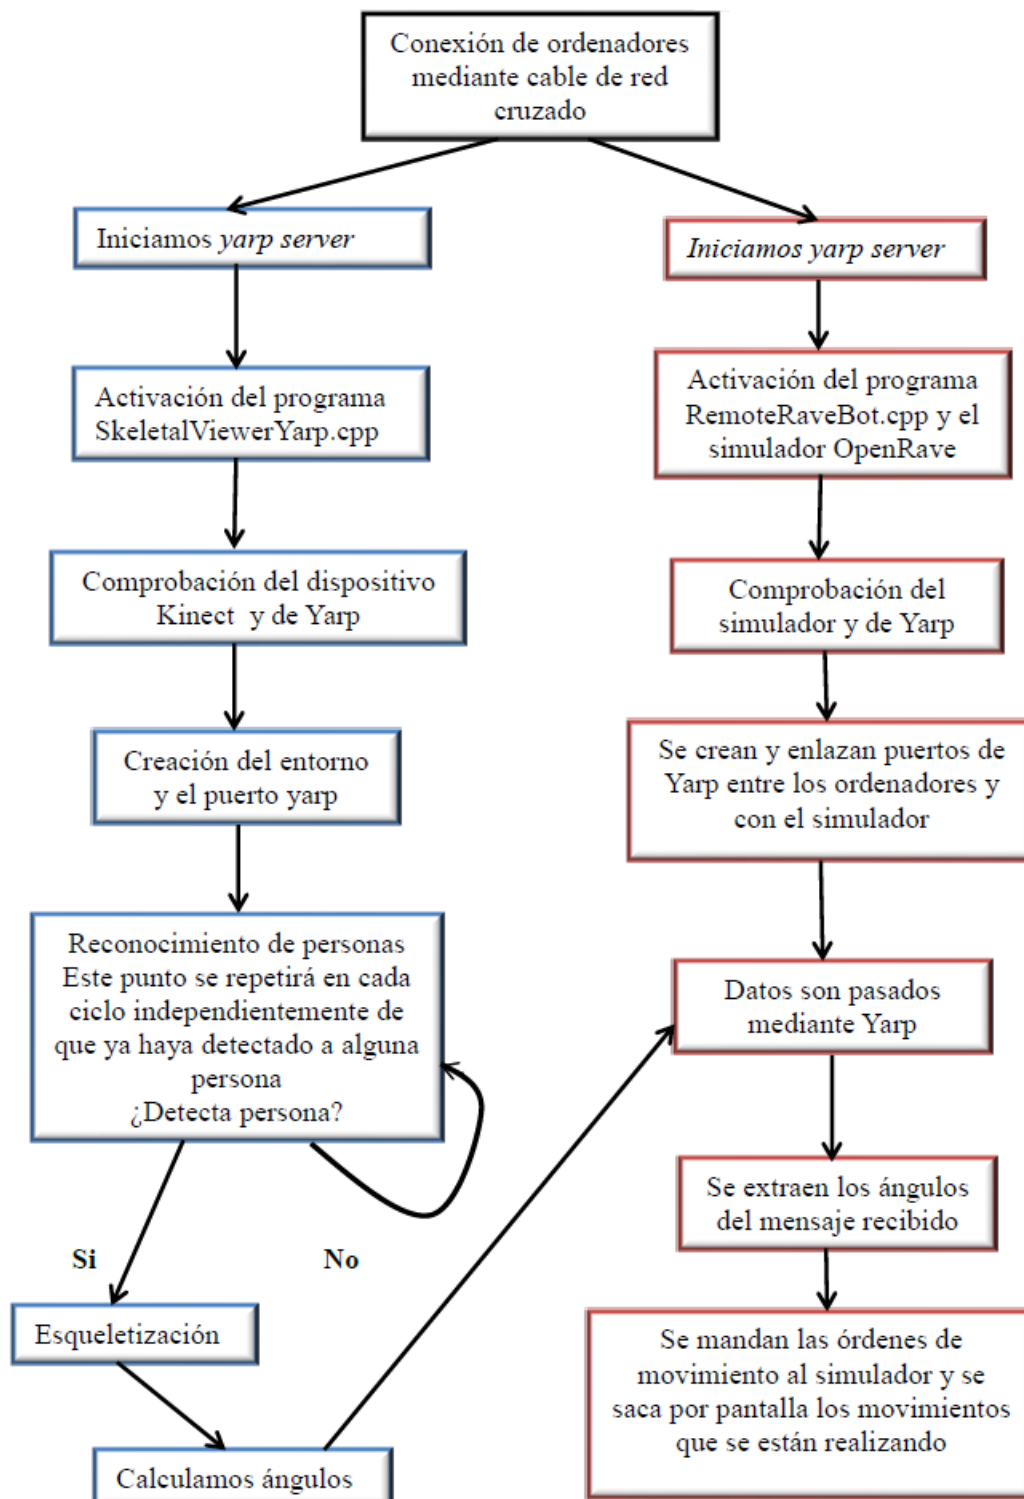 Conexión de ordenadores
mediante cable de red
cruzado
Iniciamos yarp server
Activación del programa
SkeletalViewerYarp.cpp
Comprobación del dispositivo
Kinect y de Yarp
Creación del entorno
y el puerto yarp
Reconocimiento de personas
Este punto se repetirá en cada
ciclo independientemente de
que ya haya detectado a alguna
persona
¿Detecta persona?
Si
No
Esqueletización
Calculamos ángulos
Iniciamos yarp server
Activación del programa
RemoteRaveBot.cpp y el
simulador OpenRave
Comprobación del
simulador y de Yarp
Se crean y enlazan puertos de
Yarp entre los ordenadores y
con el simulador
Datos son pasados
mediante Yarp
Se extraen los ángulos
del mensaje recibido
Se mandan las órdenes de
movimiento al simulador y se
saca por pantalla los movimientos
que se están realizando